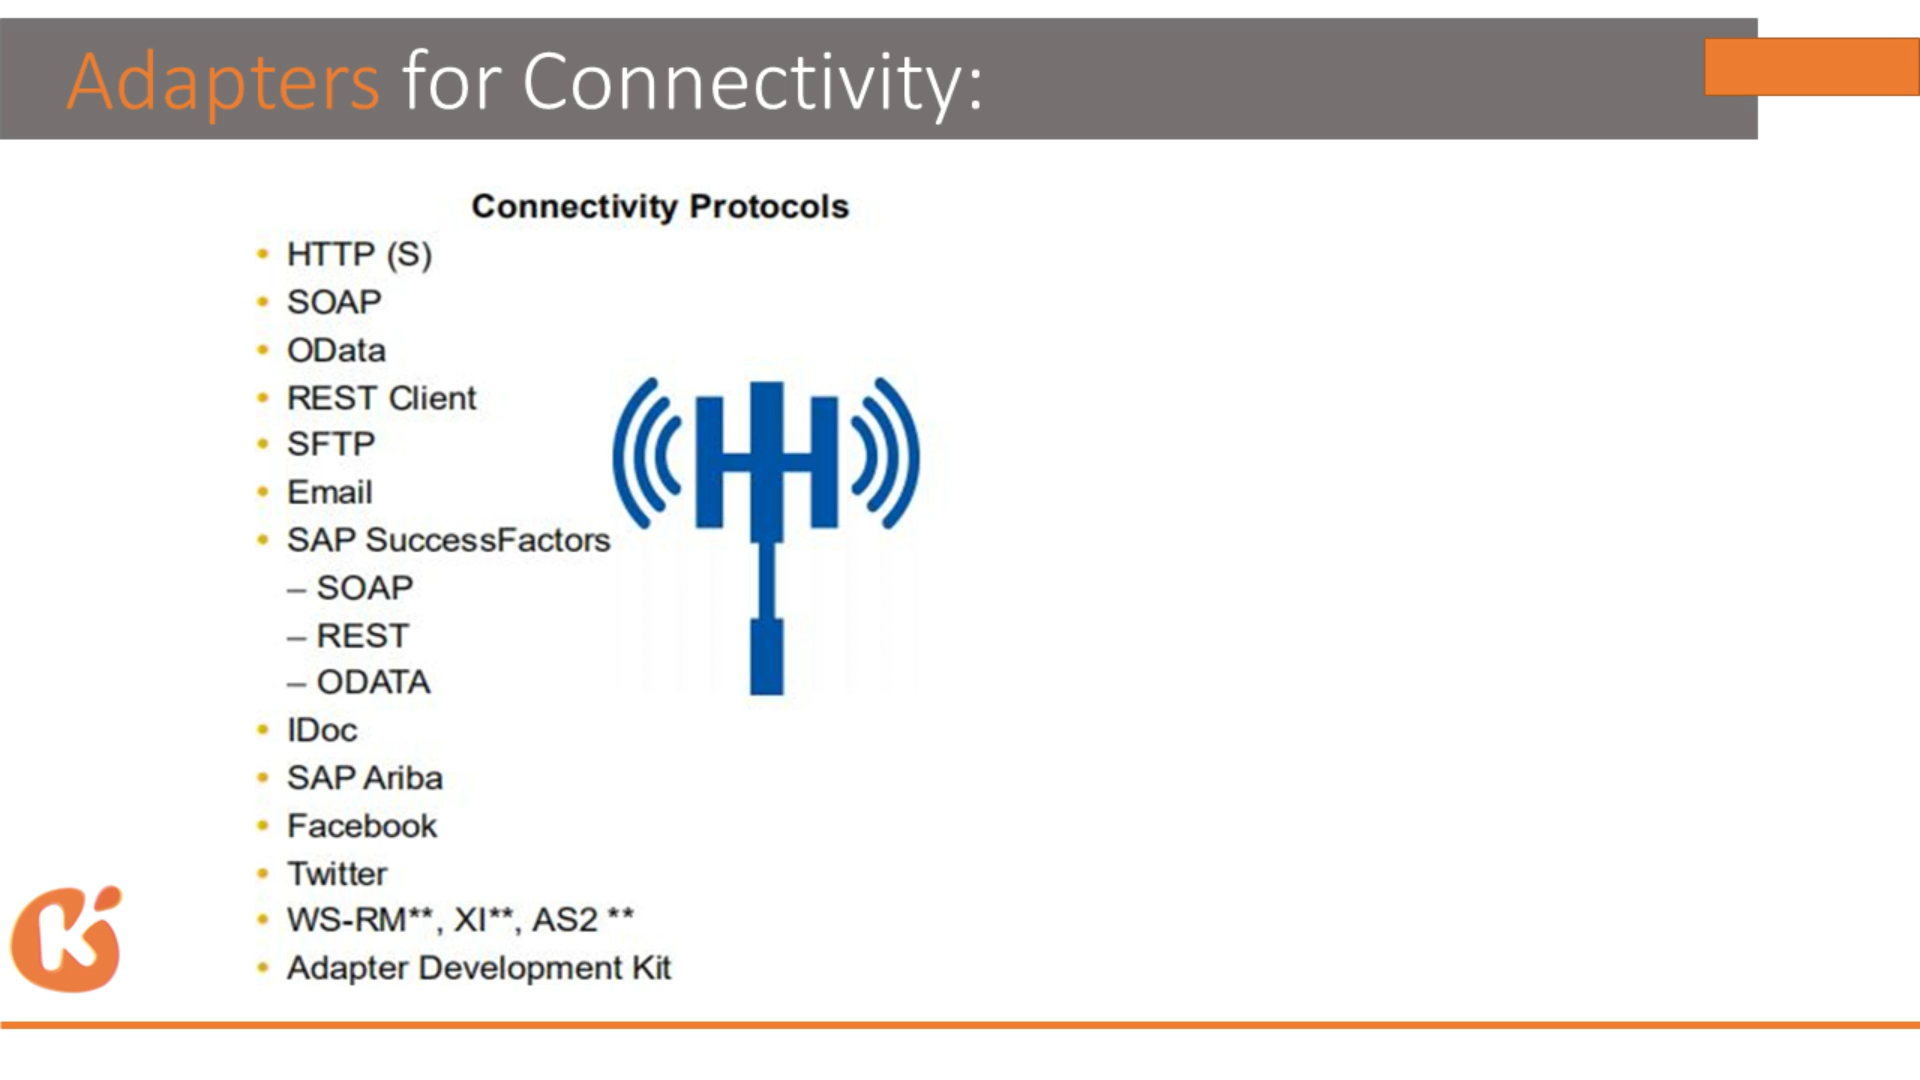 Adapters for Connectivity:
Connectivity Protocols
• HTTP (S)
• SOAP
• OData
• REST Client
• SFTP
• Email
• SAP SuccessFactors
– SOAP
– REST
– ODATA
• IDoc
• SAP Ariba
• Facebook
• Twitter
• WS-RM**, XI**, AS2 **
• Adapter Development Kit
K